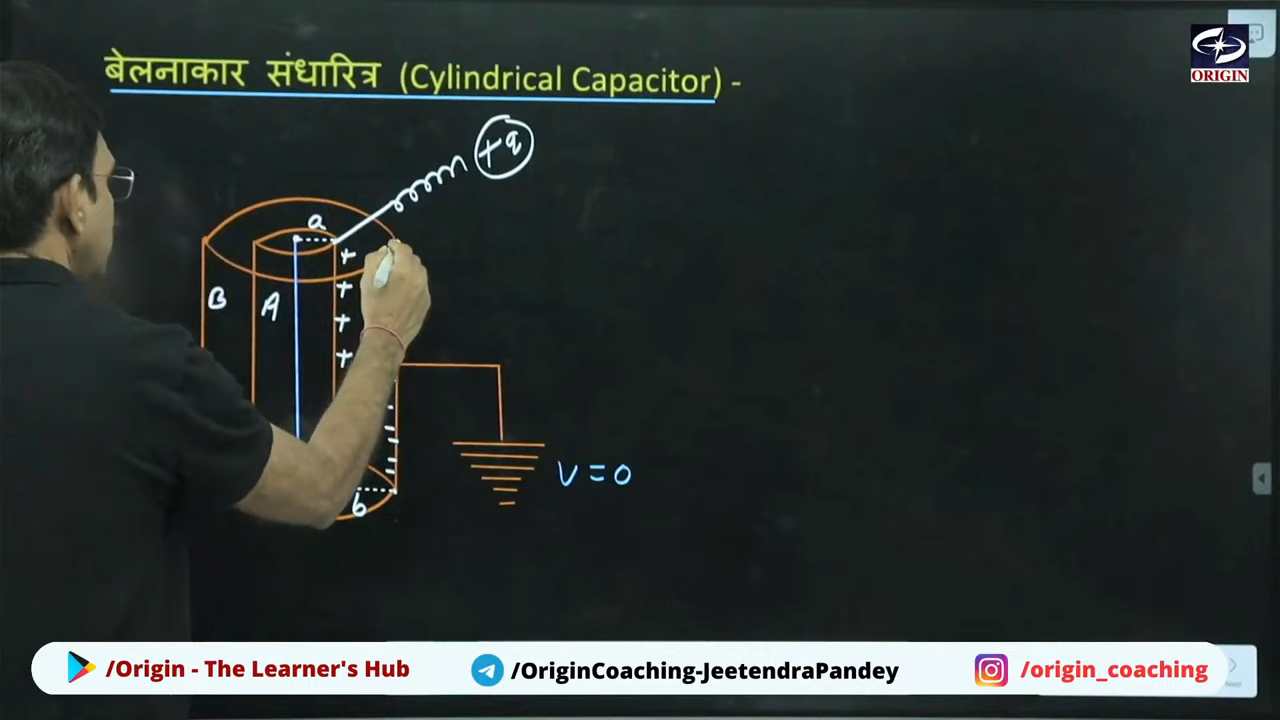 बेलनाकार संधारित्र (Cylindrical Capacitor) -
ORIGIN
+q
a
+
B
A
+
+
+
V = 0
b
/Origin - The Learner's Hub
/OriginCoaching-JeetendraPandey
/origin_coaching